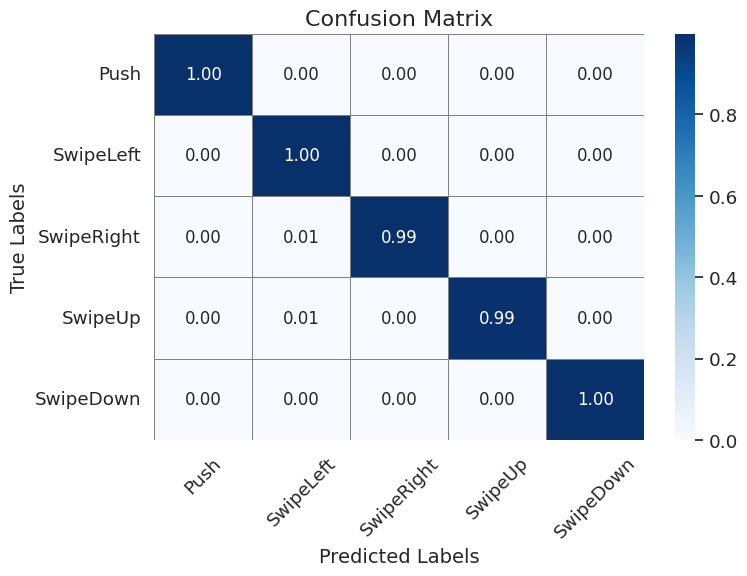 Confusion Matrix
Push 1.00 0.00 0.00 0.00 0.00
SwipeLeft 0.00 1.00 0.00 0.00 0.00
SwipeRight 0.00 0.01 0.99 0.00 0.00
SwipeUp 0.00 0.01 0.00 0.99 0.00
SwipeDown 0.00 0.00 0.00 0.00 1.00
True Labels
Push SwipeLeft SwipeRight SwipeUp SwipeDown
Predicted Labels
0.8
0.6
0.4
0.2
0.0